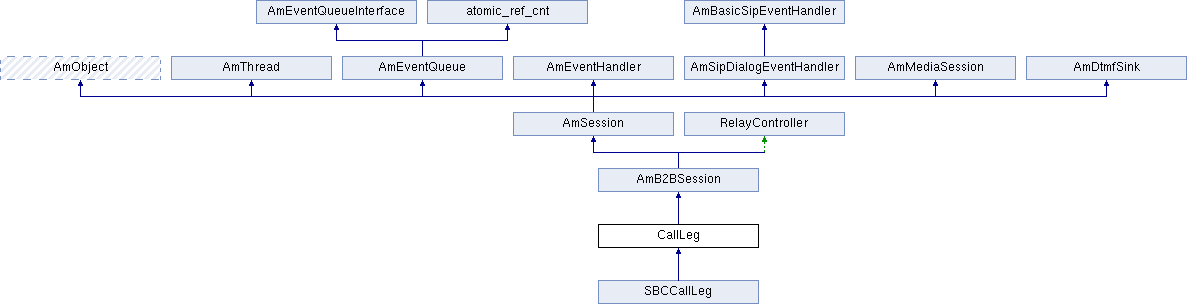 AmEventQueueInterface
atomic_ref_cnt
AmBasicSipEventHandler
AmObject
AmThread
AmEventQueue
AmEventHandler
AmSipDialogEventHandler
AmMediaSession
AmDtmfSink
AmSession
RelayController
AmB2BSession
CallLeg
SBCCallLeg